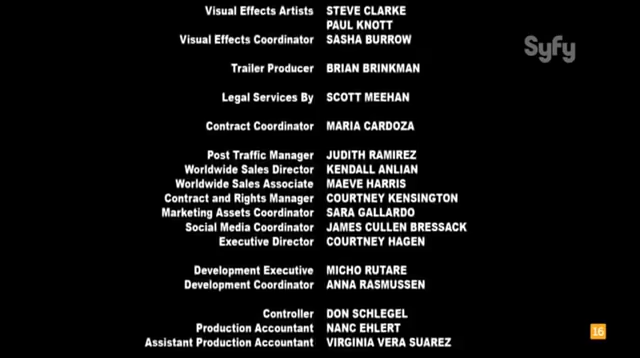 Visual Effects Artists STEVE CLARKE
PAUL KNOTT
Visual Effects Coordinator SASHA BURROW
Syfy
Trailer Producer BRIAN BRINKMAN
Legal Services By SCOTT MEEHAN
Contract Coordinator MARIA CARDOZA
Post Traffic Manager JUDITH RAMIREZ
Worldwide Sales Director KENDALL ANLIAN
Worldwide Sales Associate MAEVE HARRIS
Contract and Rights Manager COURTNEY KENSINGTON
Marketing Assets Coordinator SARA GALLARDO
Social Media Coordinator JAMES CULLEN BRESSACK
Executive Director COURTNEY HAGEN
Development Executive MICHO RUTARE
Development Coordinator ANNA RASMUSSEN
Controller DON SCHLEGEL
Production Accountant NANC EHLERT
Assistant Production Accountant VIRGINIA VERA SUAREZ
16